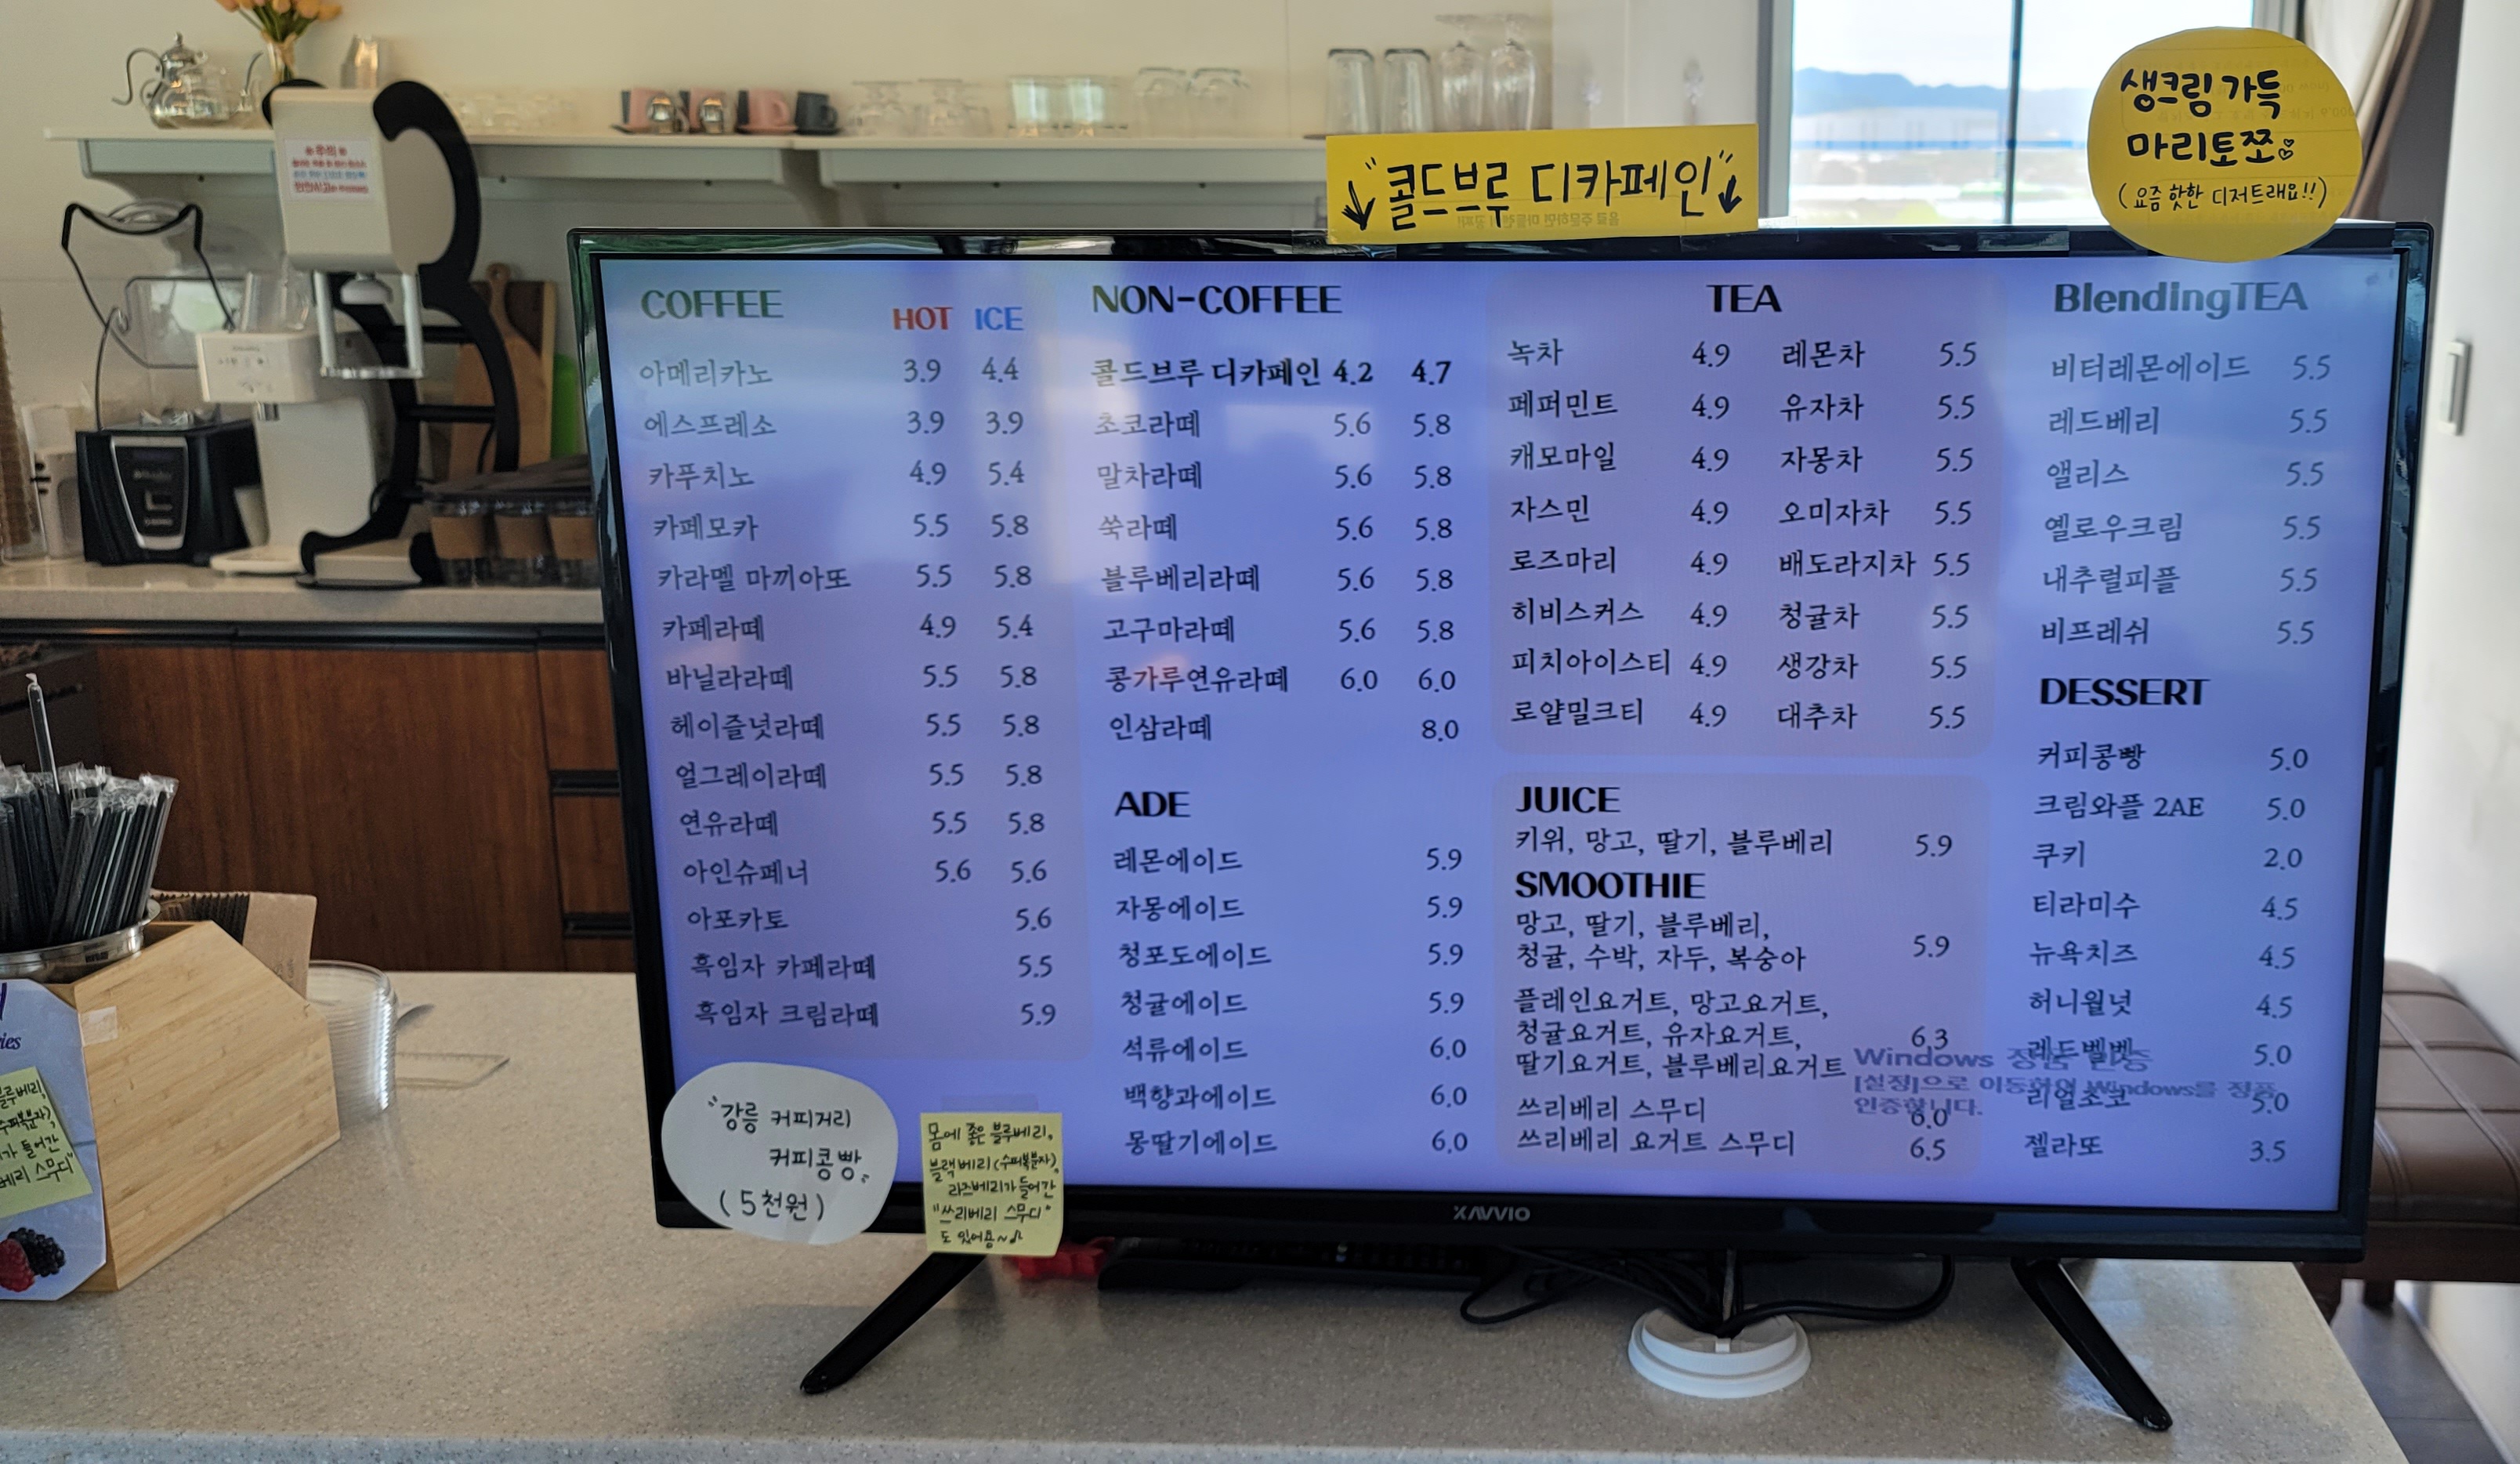 콜드브루 디카페인
생크림 가득
마리토쪼
(요즘 핫한 디저트래요!!)
COFFEE
HOT ICE
아메리카노 3.9 4.4
에스프레소 3.9 3.9
카푸치노 4.9 5.4
카페모카 5.5 5.8
카라멜 마끼아또 5.5 5.8
카페라떼 4.9 5.4
바닐라라떼 5.5 5.8
헤이즐넛라떼 5.5 5.8
얼그레이라떼 5.5 5.8
연유라떼 5.5 5.8
아인슈페너 5.6 5.6
아포카토 5.6
흑임자 카페라떼 5.5
흑임자 크림라떼 5.9
NON-COFFEE
콜드브루 디카페인 4.2 4.7
초코라떼 5.6 5.8
말차라떼 5.6 5.8
쑥라떼 5.6 5.8
블루베리라떼 5.6 5.8
고구마라떼 5.6 5.8
콩가루연유라떼 6.0 6.0
인삼라떼 8.0
ADE
레몬에이드 5.9
자몽에이드 5.9
청포도에이드 5.9
청귤에이드 5.9
석류에이드 6.0
백향과에이드 6.0
몽딸기에이드 6.0
TEA
녹차 4.9 레몬차 5.5
페퍼민트 4.9 유자차 5.5
캐모마일 4.9 자몽차 5.5
자스민 4.9 오미자차 5.5
로즈마리 4.9 배도라지차 5.5
히비스커스 4.9 청귤차 5.5
피치아이스티 4.9 생강차 5.5
로얄밀크티 4.9 대추차 5.5
JUICE
키위, 망고, 딸기, 블루베리 5.9
SMOOTHIE
망고, 딸기, 블루베리,
청귤, 수박, 자두, 복숭아 5.9
플레인요거트, 망고요거트,
청귤요거트, 유자요거트, 6.3
딸기요거트, 블루베리요거트
쓰리베리 스무디 6.0
쓰리베리 요거트 스무디 6.5
BlendingTEA
비터레몬에이드 5.5
레드베리 5.5
앨리스 5.5
옐로우크림 5.5
내추럴피플 5.5
비프레쉬 5.5
DESSERT
커피콩빵 5.0
크림와플 2AE 5.0
쿠키 2.0
티라미수 4.5
뉴욕치즈 4.5
허니월넛 4.5
레드벨벳 5.0
리얼초코 5.0
젤라또 3.5
Windows 정품 인증
[설정]으로 이동하여 Windows를 정품
인증합니다.
"강릉 커피거리
커피콩빵"
(5천원)
몸에 좋은 블루베리,
블랙베리(수퍼복분자),
라즈베리가 들어간
"쓰리베리 스무디"
도 있어용~♪
XAVVIO